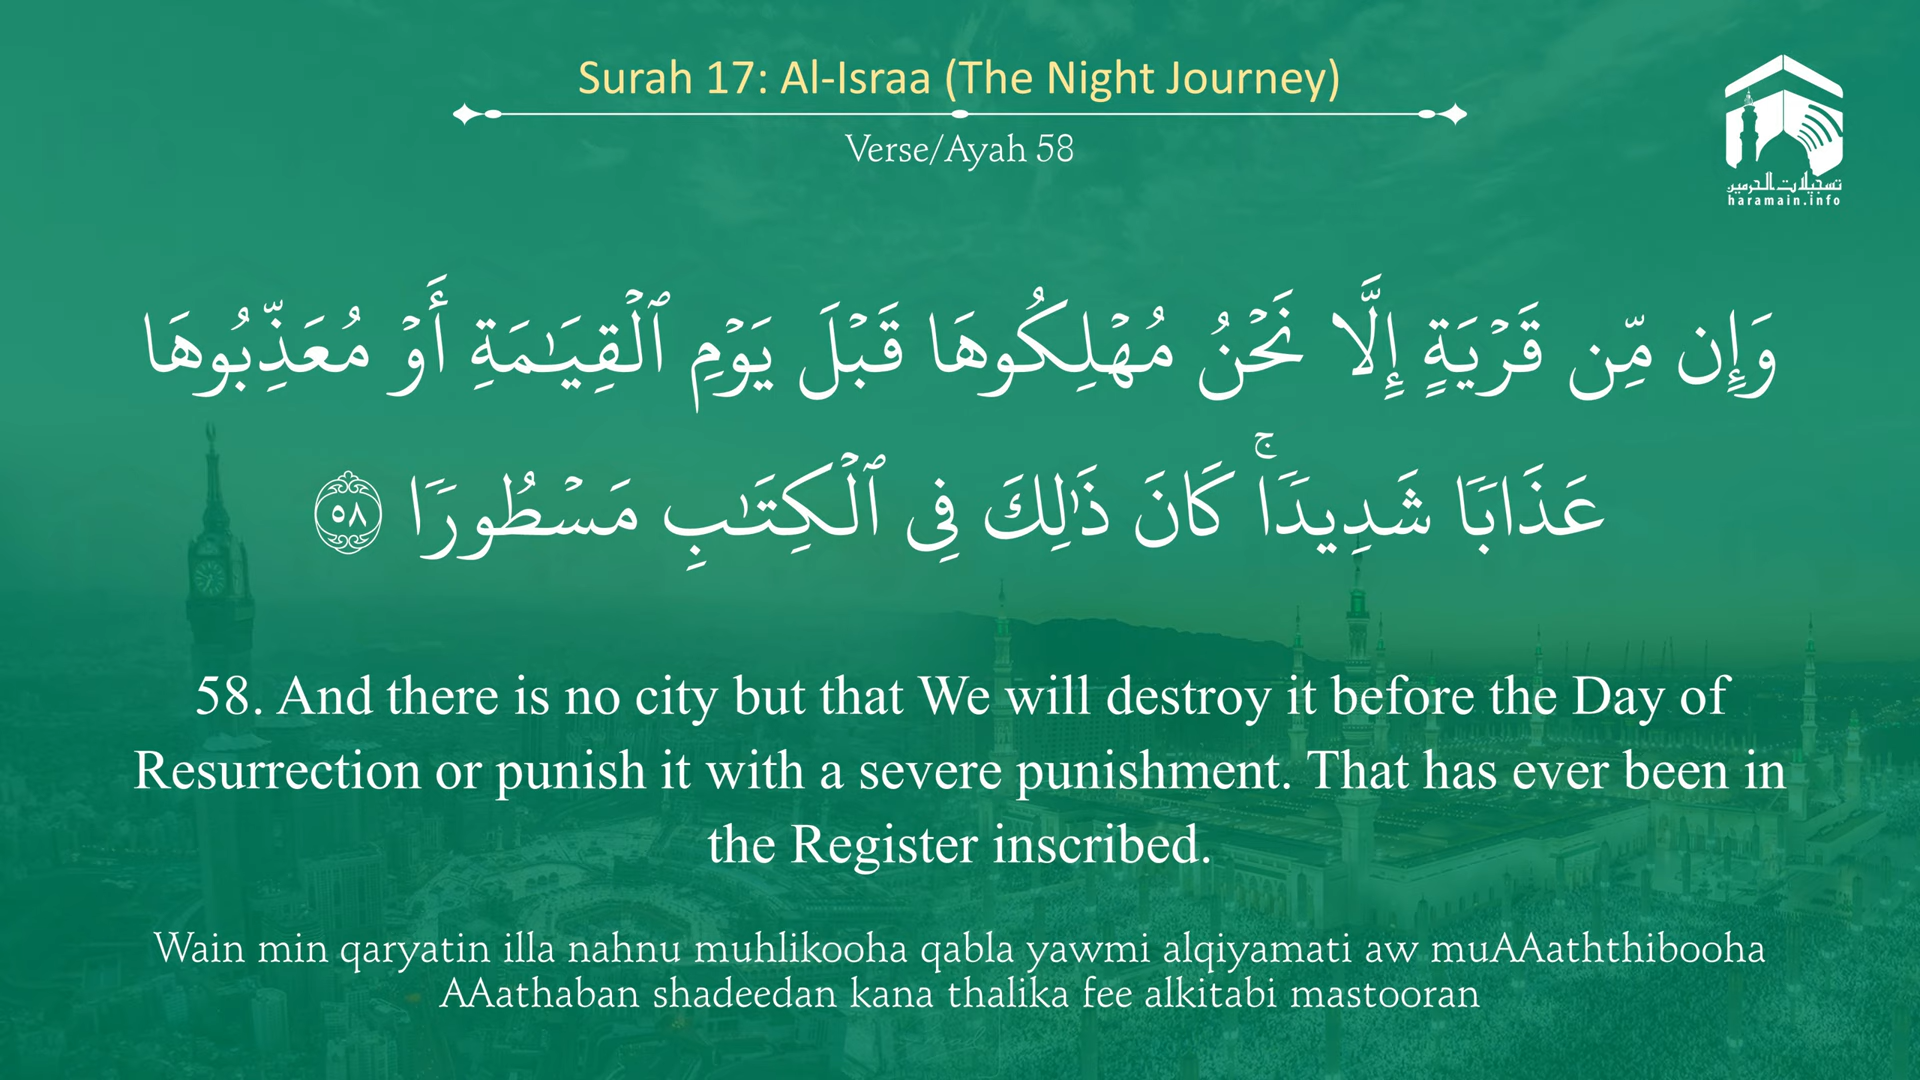 Surah 17: Al-Israa (The Night Journey)
Verse/Ayah 58
تسجيلات الحرمين
haramain.info
وَإِن مِّن قَرْيَةٍ إِلَّا نَحْنُ مُهْلِكُوهَا قَبْلَ يَوْمِ ٱلْقِيَـٰمَةِ أَوْ مُعَذِّبُوهَا
عَذَابًا شَدِيدًا ۚ كَانَ ذَٰلِكَ فِى ٱلْكِتَـٰبِ مَسْطُورًا ٥٨
58. And there is no city but that We will destroy it before the Day of
Resurrection or punish it with a severe punishment. That has ever been in
the Register inscribed.
Wain min qaryatin illa nahnu muhlikooha qabla yawmi alqiyamati aw muAAaththibooha
AAathaban shadeedan kana thalika fee alkitabi mastooran